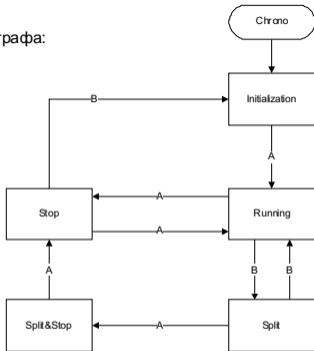 Chrono
графа:
Initialization
B
A
Stop
A
Running
A
A
B
B
Split&Stop
A
Split